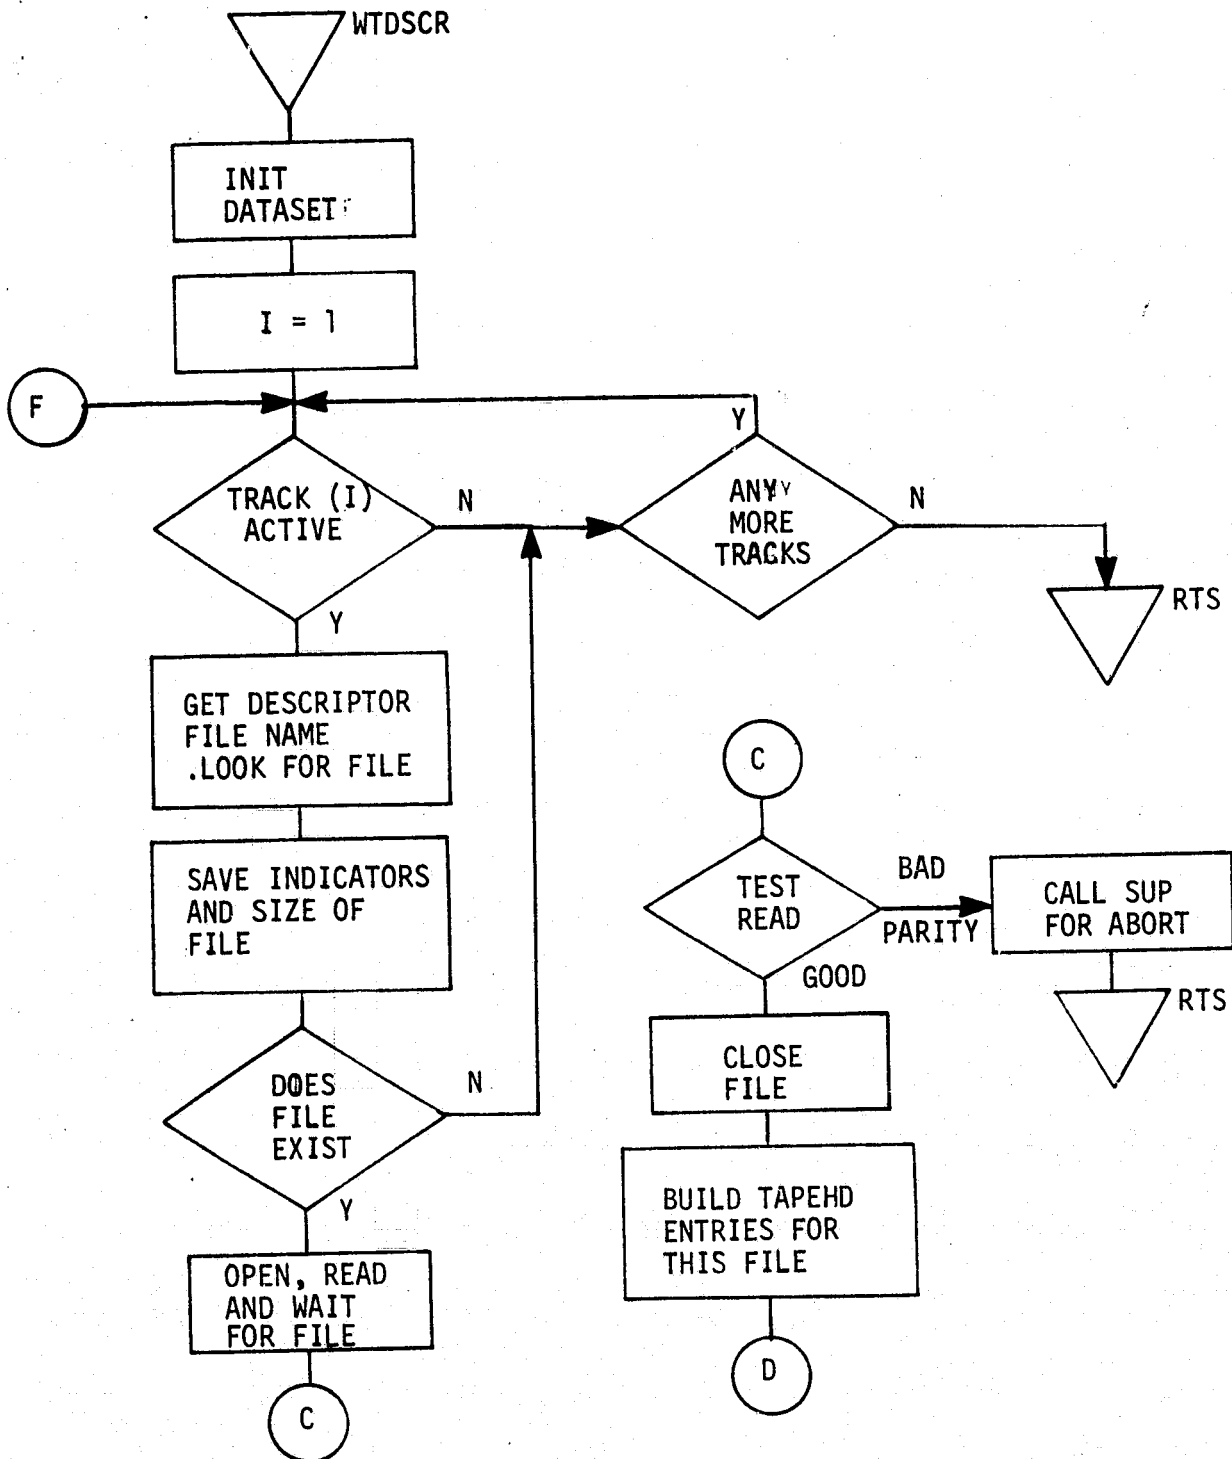 WTDSCR
INIT
DATASET
I = 1
F
TRACK (I)
ACTIVE
N
Y
Y
ANY
MORE
TRACKS
N
RTS
GET DESCRIPTOR
FILE NAME
.LOOK FOR FILE
SAVE INDICATORS
AND SIZE OF
FILE
DOES
FILE
EXIST
N
Y
OPEN, READ
AND WAIT
FOR FILE
C
C
TEST
READ
BAD
PARITY
GOOD
CALL SUP
FOR ABORT
RTS
CLOSE
FILE
BUILD TAPEHD
ENTRIES FOR
THIS FILE
D